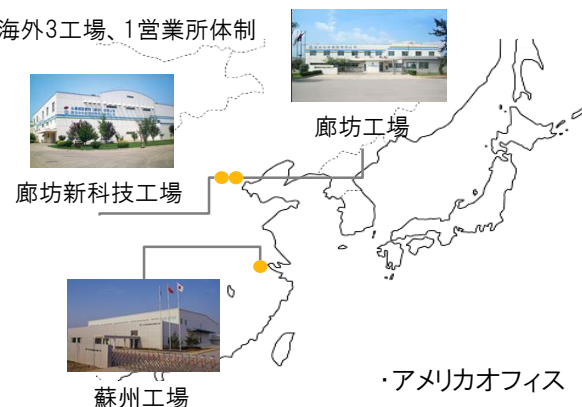 海外3工場、1営業所体制
廊坊工場
廊坊新科技工場
蘇州工場
・アメリカオフィス